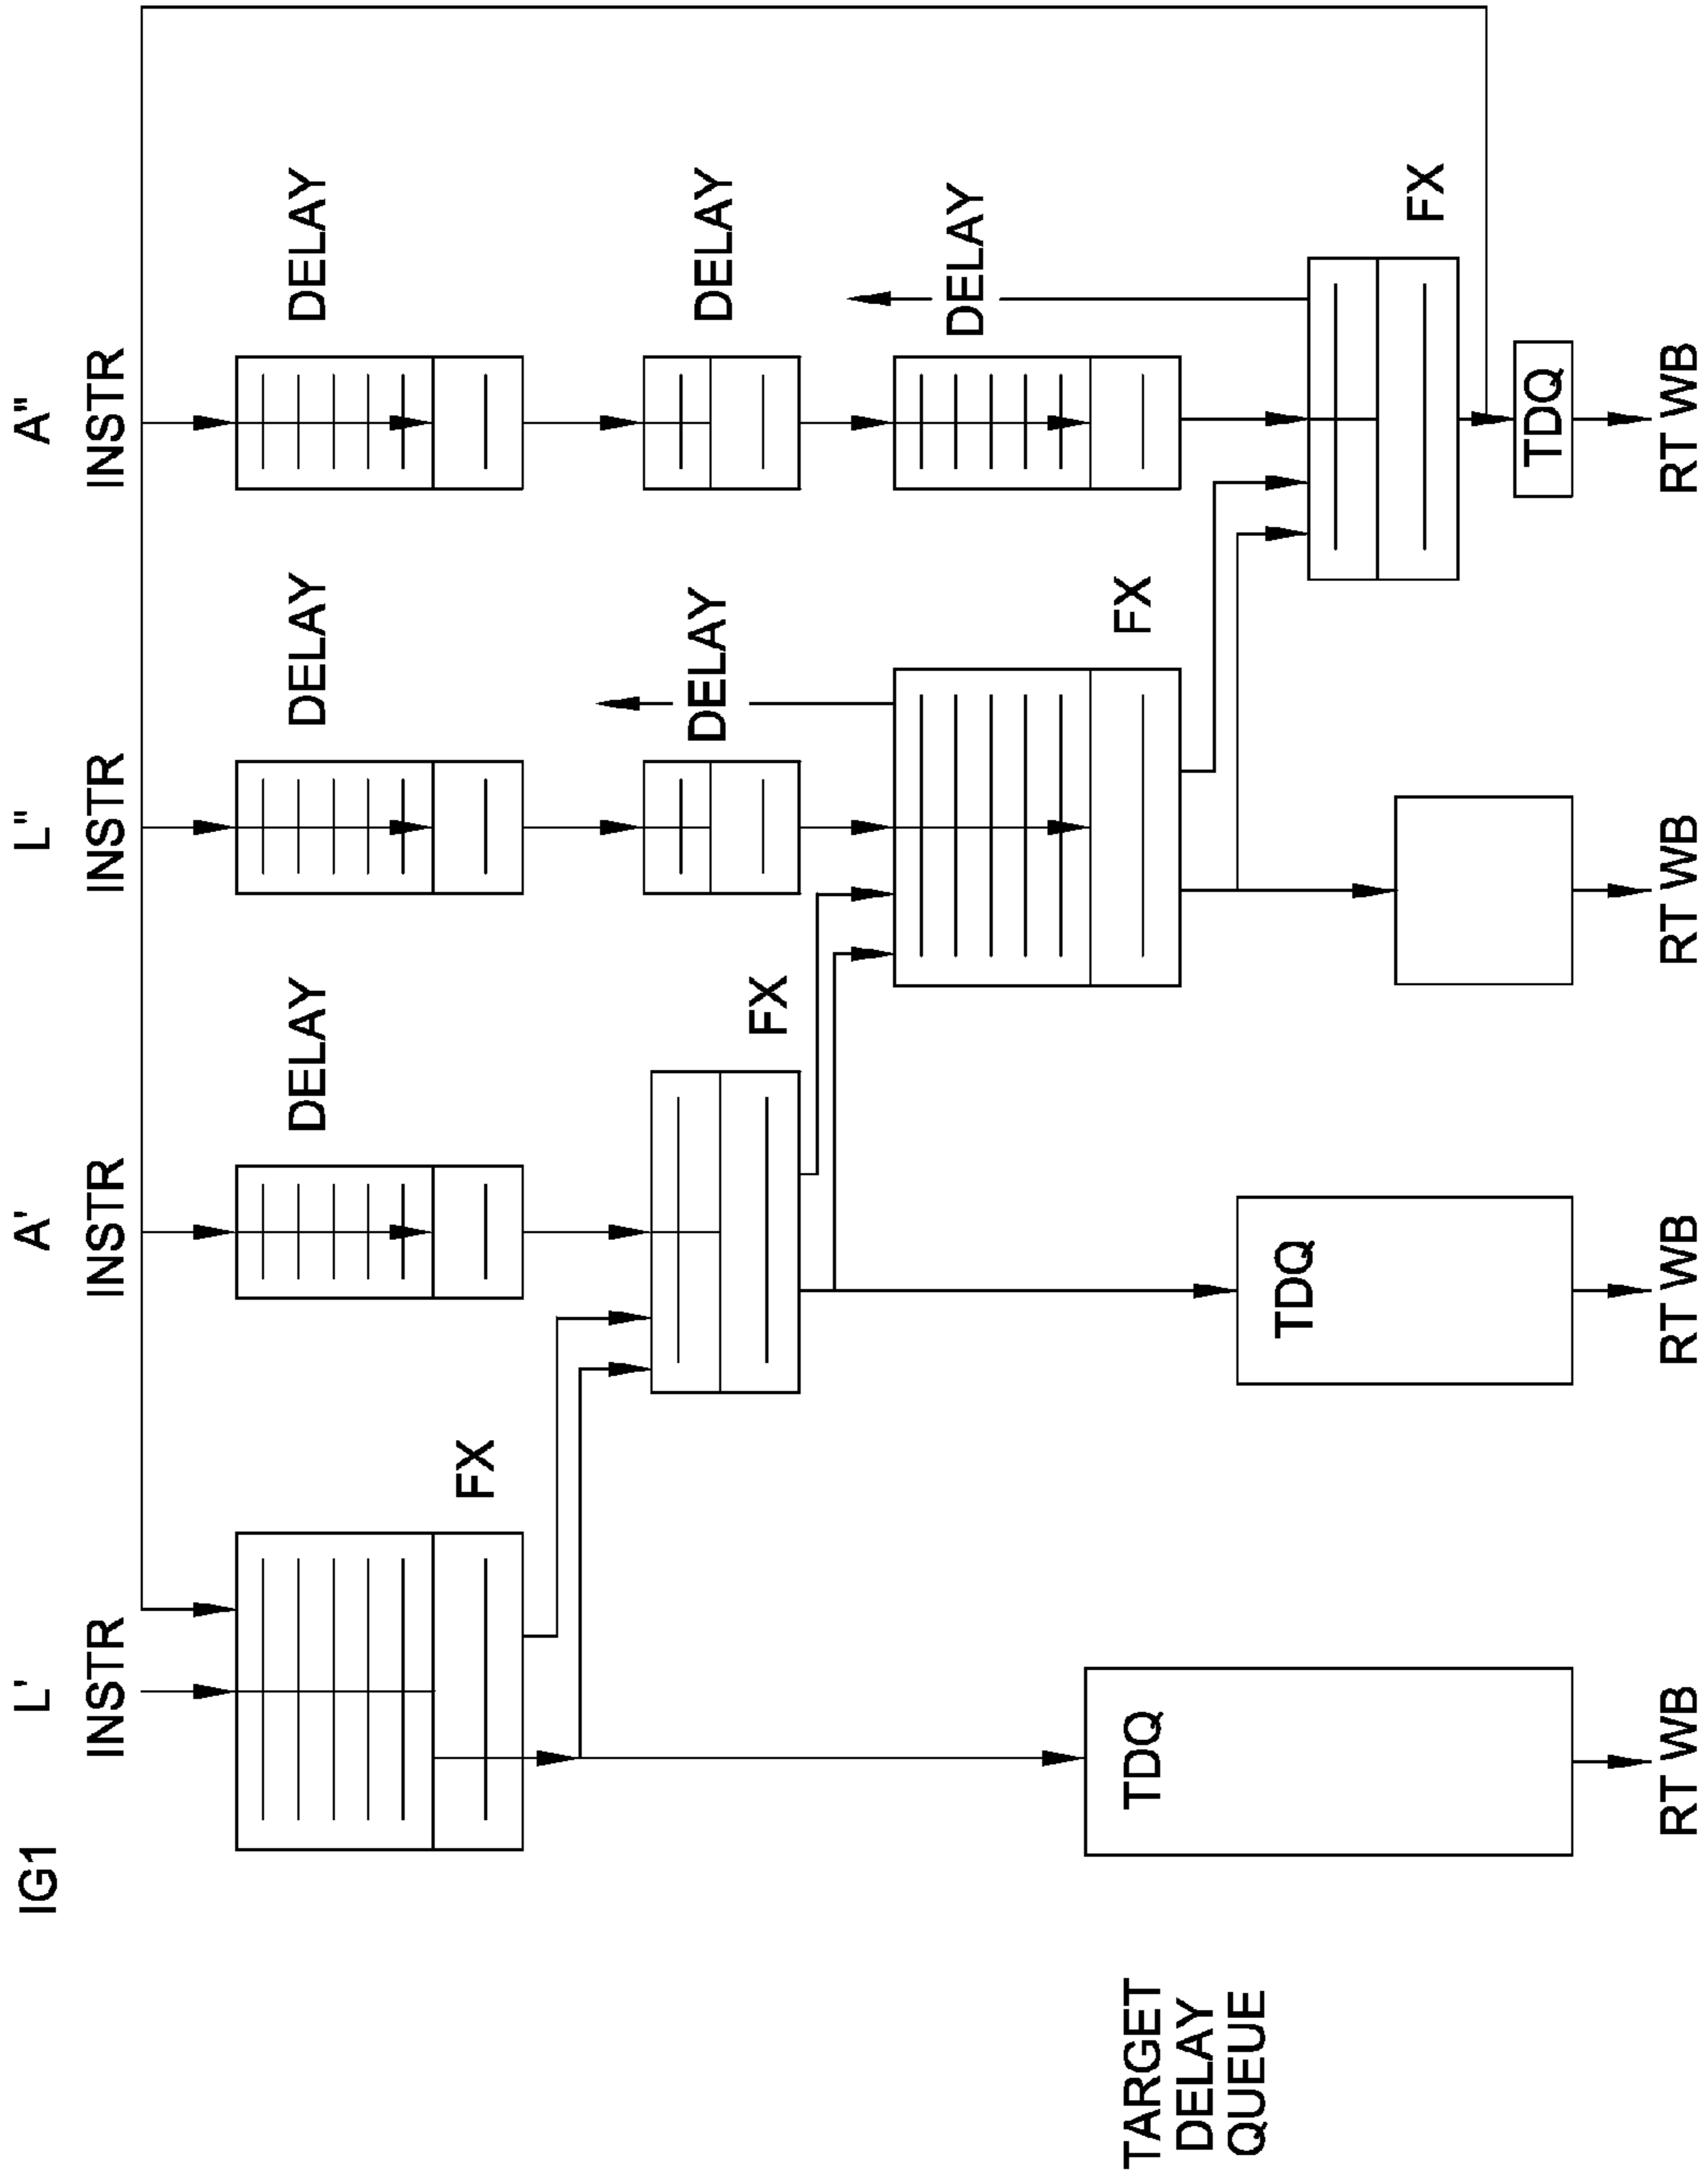 IG1 L' A' L" A"
INSTR INSTR INSTR INSTR
DELAY DELAY DELAY
FX
DELAY DELAY
FX
DELAY
FX
TARGET
DELAY
QUEUE
TDQ
TDQ
FX
TDQ
RT WB RT WB RT WB RT WB